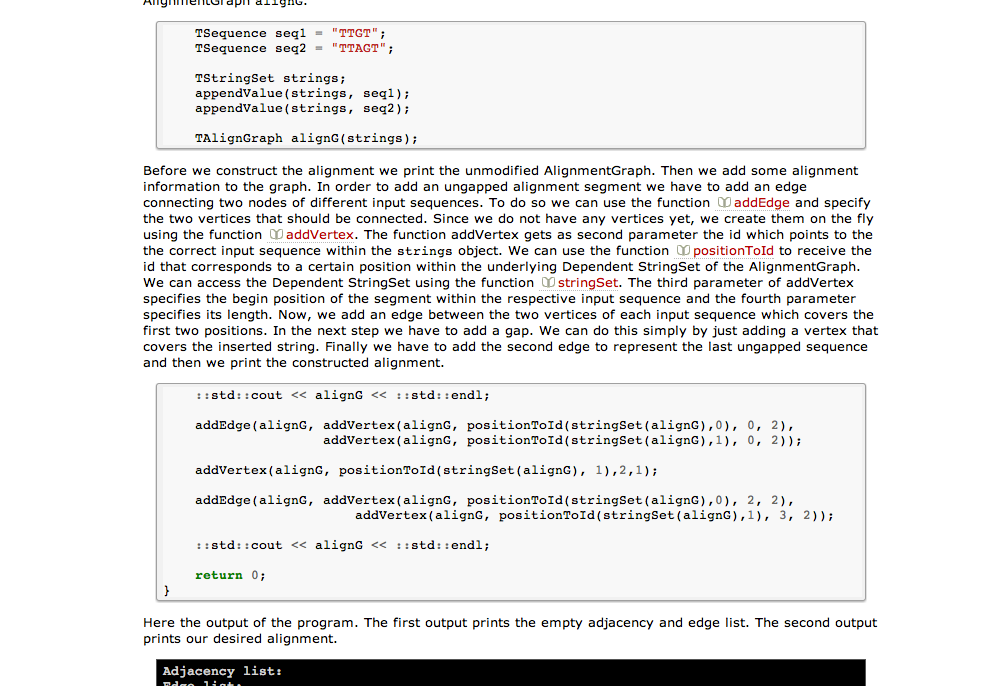 AlignmentGraph alignG.
TSequence seq1 = "TTGT";
TSequence seq2 = "TTAGT";
TStringSet strings;
appendValue(strings, seq1);
appendValue(strings, seq2);
TAlignGraph alignG(strings);
Before we construct the alignment we print the unmodified AlignmentGraph. Then we add some alignment
information to the graph. In order to add an ungapped alignment segment we have to add an edge
connecting two nodes of different input sequences. To do so we can use the function addEdge and specify
the two vertices that should be connected. Since we do not have any vertices yet, we create them on the fly
using the function addVertex. The function addVertex gets as second parameter the id which points to the
the correct input sequence within the strings object. We can use the function positionToId to receive the
id that corresponds to a certain position within the underlying Dependent StringSet of the AlignmentGraph.
We can access the Dependent StringSet using the function stringSet. The third parameter of addVertex
specifies the begin position of the segment within the respective input sequence and the fourth parameter
specifies its length. Now, we add an edge between the two vertices of each input sequence which covers the
first two positions. In the next step we have to add a gap. We can do this simply by just adding a vertex that
covers the inserted string. Finally we have to add the second edge to represent the last ungapped sequence
and then we print the constructed alignment.
::std::cout << alignG << ::std::endl;
addEdge(alignG, addVertex(alignG, positionToId(stringSet(alignG),0), 0, 2),
addVertex(alignG, positionToId(stringSet(alignG),1), 0, 2));
addVertex(alignG, positionToId(stringSet(alignG), 1),2,1);
addEdge(alignG, addVertex(alignG, positionToId(stringSet(alignG),0), 2, 2),
addVertex(alignG, positionToId(stringSet(alignG),1), 3, 2));
::std::cout << alignG << ::std::endl;
return 0;
}
Here the output of the program. The first output prints the empty adjacency and edge list. The second output
prints our desired alignment.
Adjacency list:
Edge list: